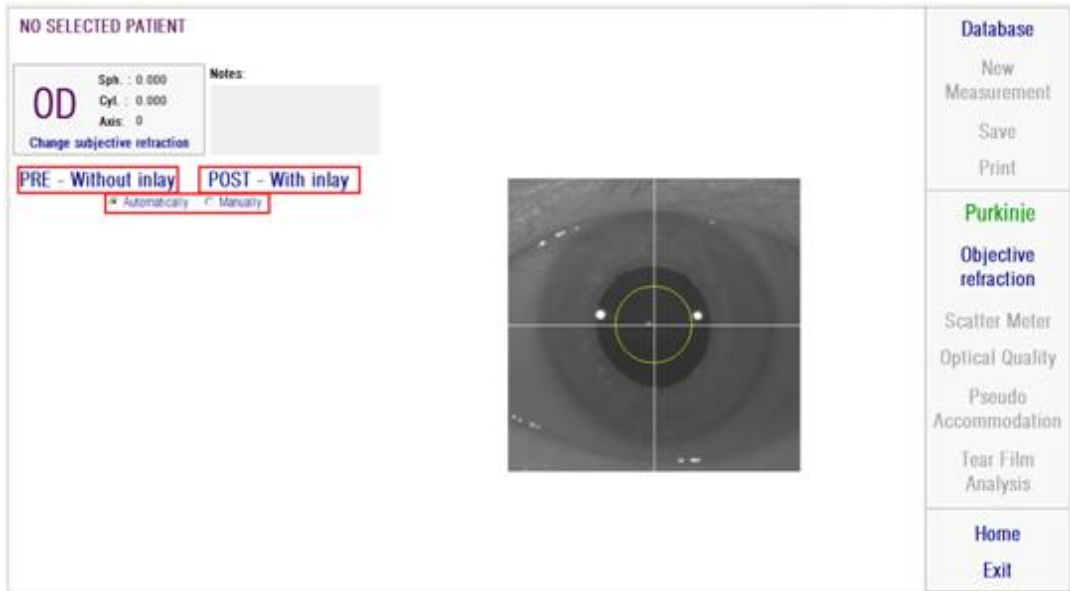 NO SELECTED PATIENT
OD
Sph. : 0.000
Cyl. : 0.000
Axis: 0
Change subjective refraction
Notes:
PRE - Without inlay
POST - With inlay
Automatically
Manually
Database
New
Measurement
Save
Print
Purkinje
Objective
refraction
Scatter Meter
Optical Quality
Pseudo
Accommodation
Tear Film
Analysis
Home
Exit